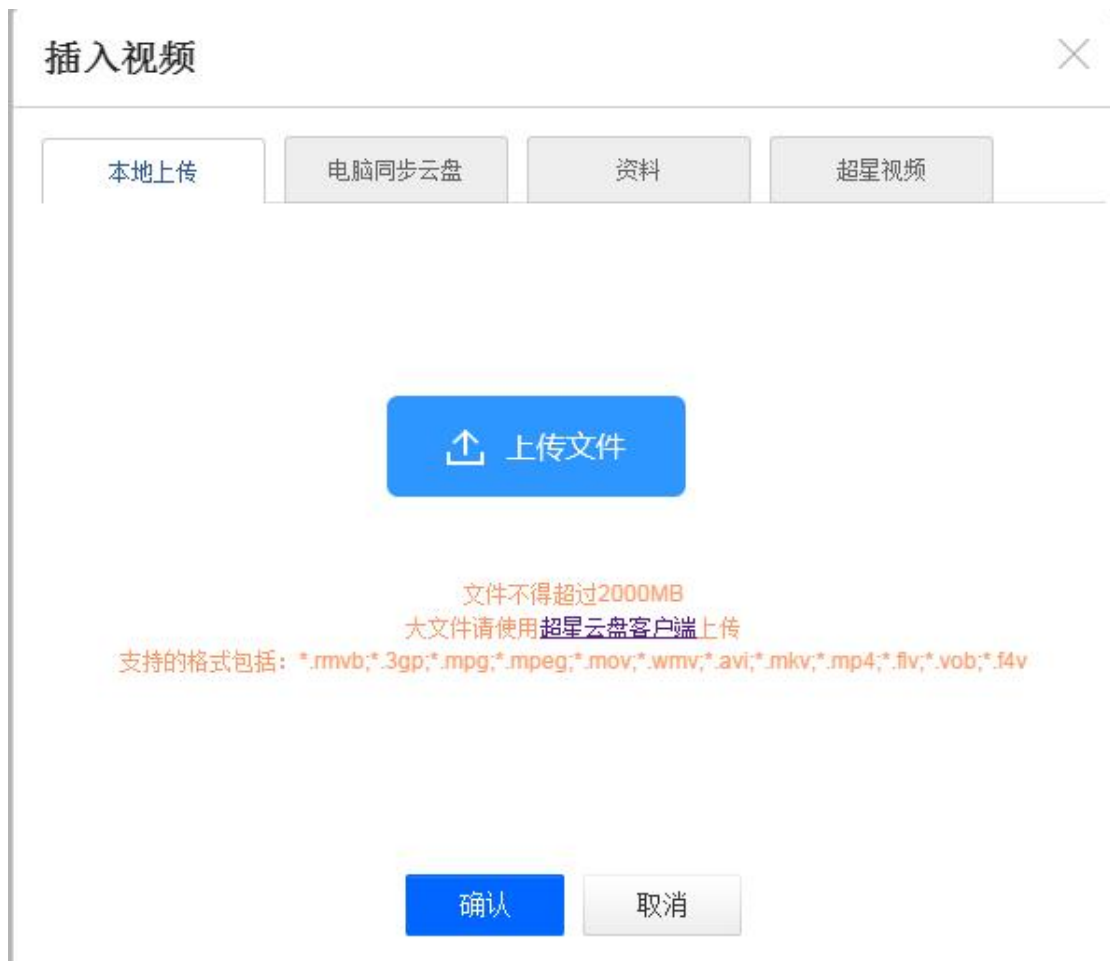 插入视频
本地上传 电脑同步云盘 资料 超星视频
上传文件
文件不得超过2000MB
大文件请使用超星云盘客户端上传
支持的格式包括：*.rmvb;*.3gp;*.mpg;*.mpeg;*.mov;*.wmv;*.avi;*.mkv;*.mp4;*.flv;*.vob;*.f4v
确认 取消